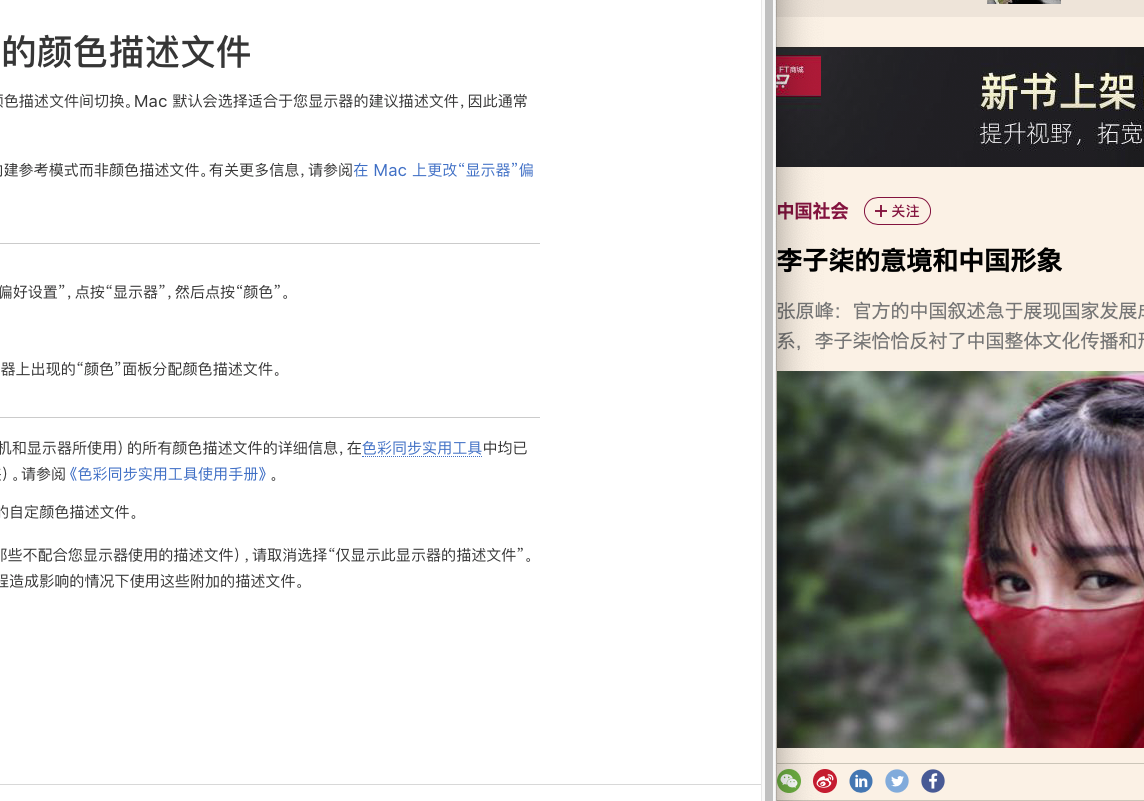 的颜色描述文件
颜色描述文件间切换。Mac 默认会选择适合于您显示器的建议描述文件，因此通常
内建参考模式而非颜色描述文件。有关更多信息，请参阅在 Mac 上更改“显示器”偏
偏好设置”，点按“显示器”，然后点按“颜色”。
器上出现的“颜色”面板分配颜色描述文件。
机和显示器所使用）的所有颜色描述文件的详细信息，在色彩同步实用工具中均已
）。请参阅《色彩同步实用工具使用手册》。
的自定颜色描述文件。
那些不配合您显示器使用的描述文件），请取消选择“仅显示此显示器的描述文件”。
程造成影响的情况下使用这些附加的描述文件。
FT商城
新书上架
提升视野，拓宽
中国社会
+ 关注
李子柒的意境和中国形象
张原峰：官方的中国叙述急于展现国家发展成
系，李子柒恰恰反衬了中国整体文化传播和形
in
f